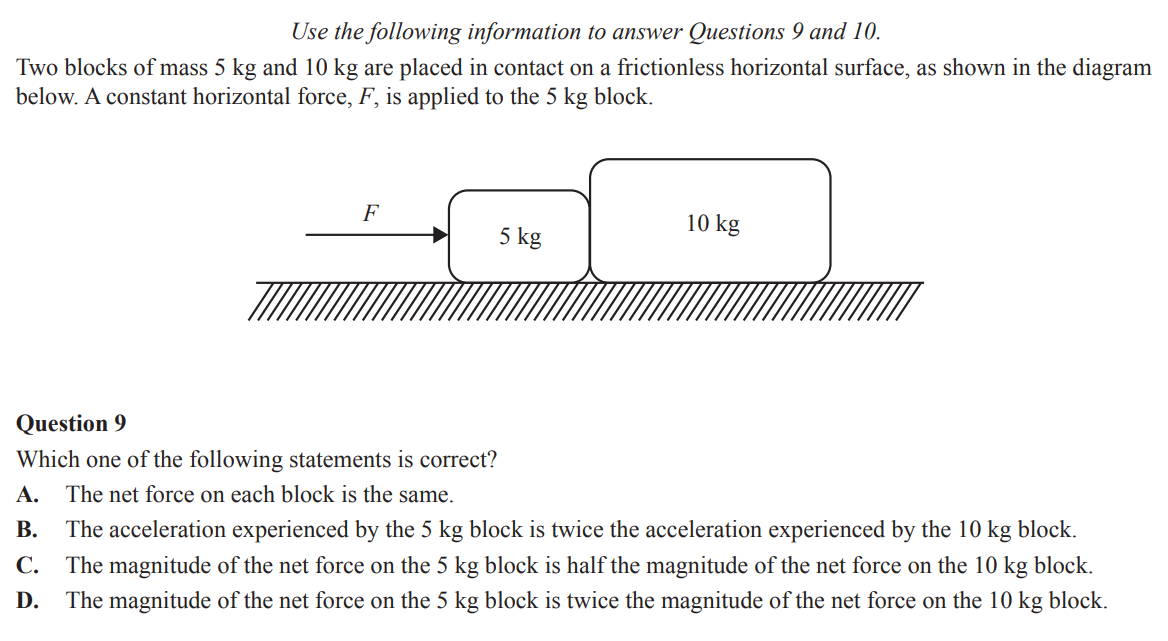 Use the following information to answer Questions 9 and 10.
Two blocks of mass 5 kg and 10 kg are placed in contact on a frictionless horizontal surface, as shown in the diagram
below. A constant horizontal force, F, is applied to the 5 kg block.
F
5 kg
10 kg
Question 9
Which one of the following statements is correct?
A. The net force on each block is the same.
B. The acceleration experienced by the 5 kg block is twice the acceleration experienced by the 10 kg block.
C. The magnitude of the net force on the 5 kg block is half the magnitude of the net force on the 10 kg block.
D. The magnitude of the net force on the 5 kg block is twice the magnitude of the net force on the 10 kg block.